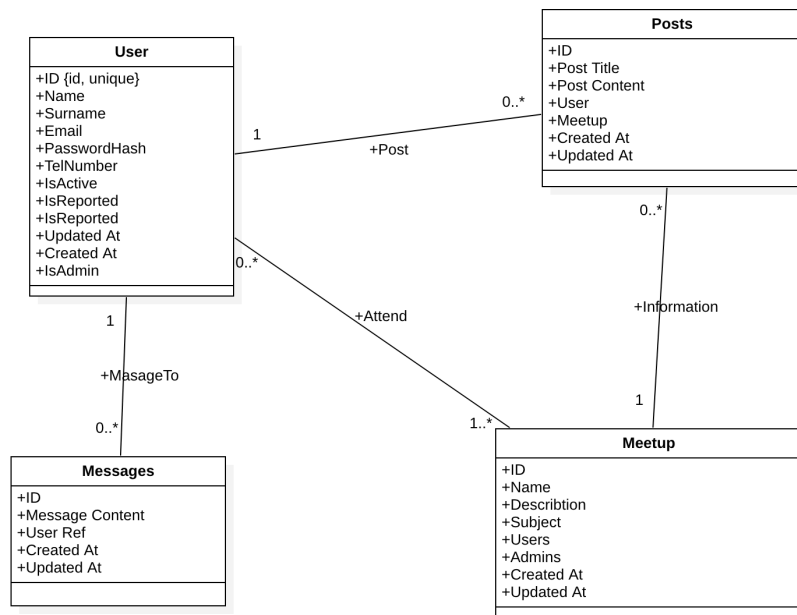 User
+ID {id, unique}
+Name
+Surname
+Email
+PasswordHash
+TelNumber
+IsActive
+IsReported
+IsReported
+Updated At
+Created At
+IsAdmin
Posts
+ID
+Post Title
+Post Content
+User
+Meetup
+Created At
+Updated At
1
+Post
0..*
0..*
+Attend
1..*
0..*
+Information
1
1
+MasageTo
0..*
Messages
+ID
+Message Content
+User Ref
+Created At
+Updated At
Meetup
+ID
+Name
+Describtion
+Subject
+Users
+Admins
+Created At
+Updated At